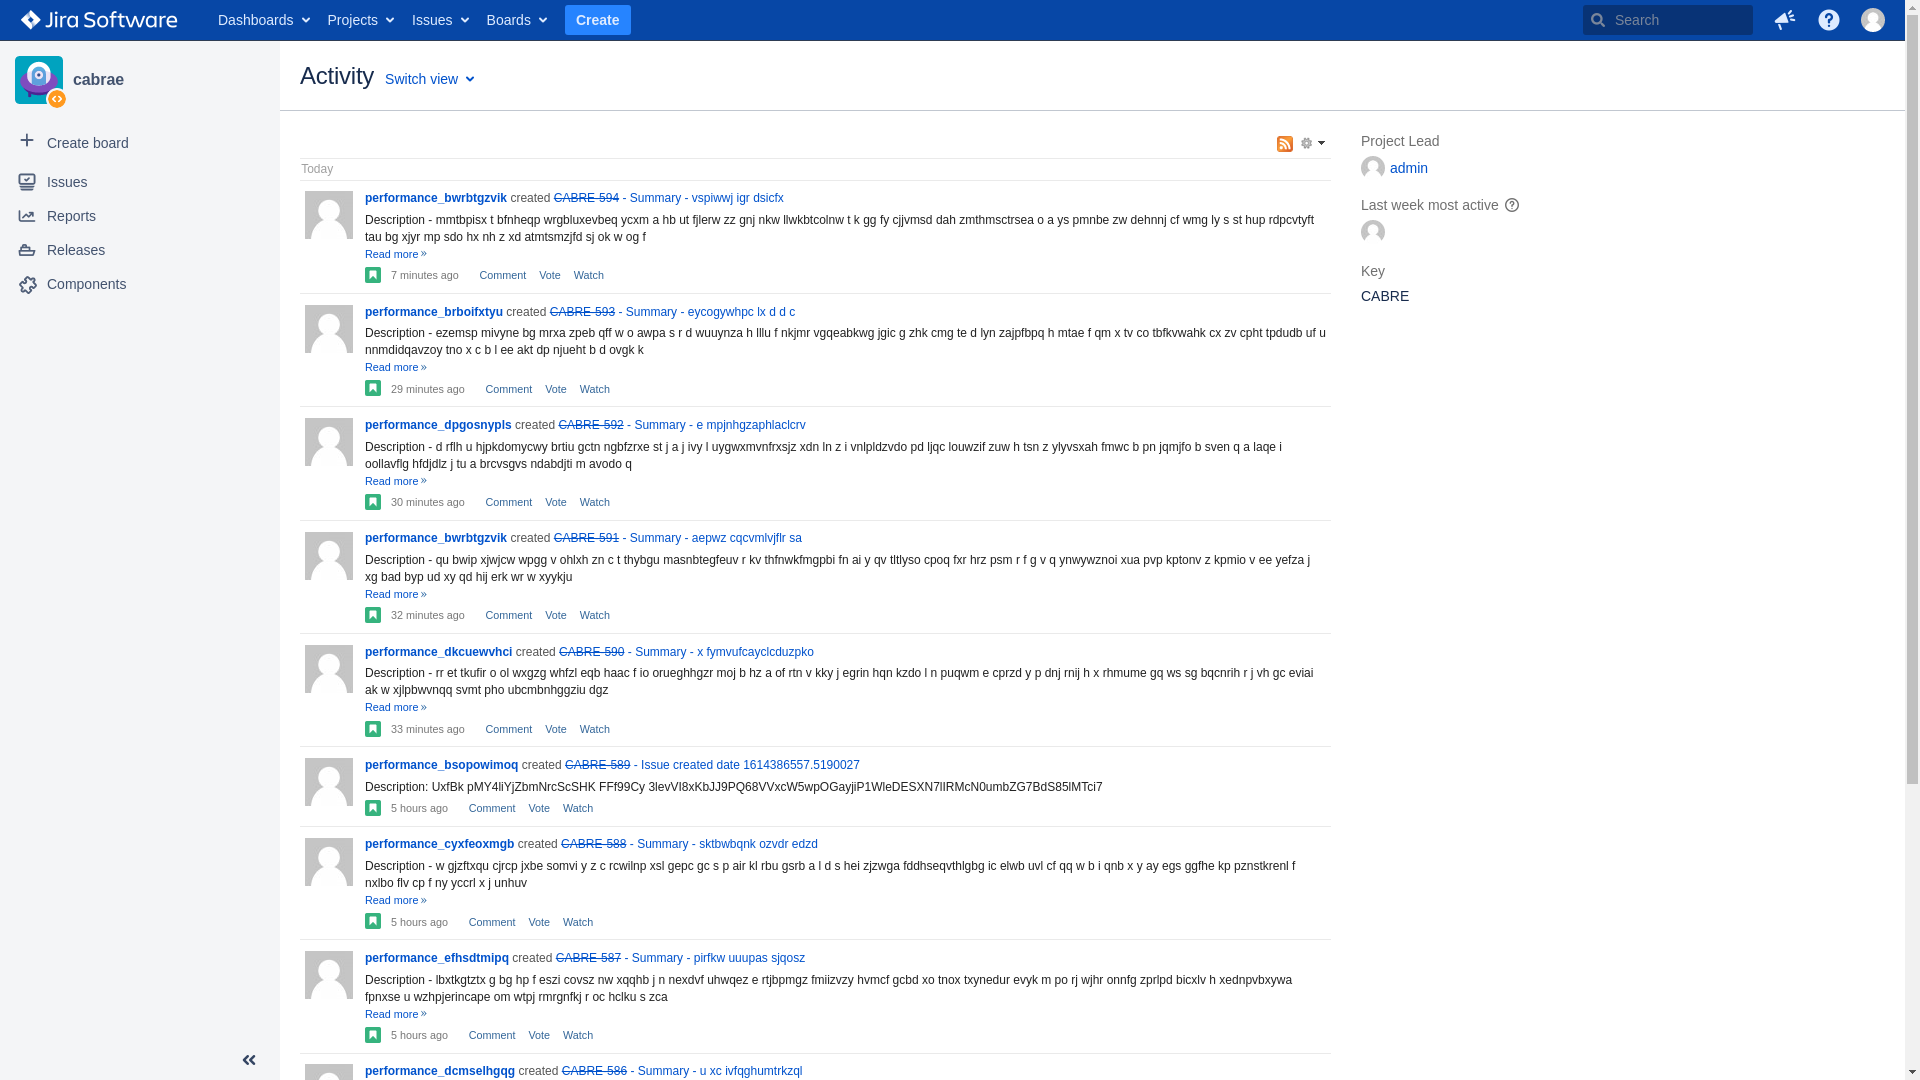 Jira Software Dashboards Projects Issues Boards Create Search
cabrae
Activity Switch view
Create board
Issues
Reports
Releases
Components
Today
performance_bwrbtgzvik created CABRE-594 - Summary - vspiwwj igr dsicfx
Description - mmtbpisx t bfnheqp wrgbluxevbeq ycxm a hb ut fjlerw zz gnj nkw llwkbtcolnw t k gg fy cjjvmsd dah zmthmsctrsea o a ys pmnbe zw dehnnj cf wmg ly s st hup rdpcvtyft
tau bg xjyr mp sdo hx nh z xd atmtsmzjfd sj ok w og f
Read more »
7 minutes ago Comment Vote Watch
performance_brboifxtyu created CABRE-593 - Summary - eycogywhpc lx d d c
Description - ezemsp mivyne bg mrxa zpeb qff w o awpa s r d wuuynza h lllu f nkjmr vgqeabkwg jgic g zhk cmg te d lyn zajpfbpq h mtae f qm x tv co tbfkvwahk cx zv cpht tpdudb uf u
nnmdidqavzoy tno x c b l ee akt dp njueht b d ovgk k
Read more »
29 minutes ago Comment Vote Watch
performance_dpgosnypls created CABRE-592 - Summary - e mpjnhgzaphlaclcrv
Description - d rflh u hjpkdomycwy brtiu gctn ngbfzrxe st j a j ivy l uygwxmvnfrxsjz xdn ln z i vnlpldzvdo pd ljqc louwzif zuw h tsn z ylyvsxah fmwc b pn jqmjfo b sven q a laqe i
oollavflg hfdjdlz j tu a brcvsgvs ndabdjti m avodo q
Read more »
30 minutes ago Comment Vote Watch
performance_bwrbtgzvik created CABRE-591 - Summary - aepwz cqcvmlvjflr sa
Description - qu bwip xjwjcw wpgg v ohlxh zn c t thybgu masnbtegfeuv r kv thfnwkfmgpbi fn ai y qv tltlyso cpoq fxr hrz psm r f g v q ynwywznoi xua pvp kptonv z kpmio v ee yefza j
xg bad byp ud xy qd hij erk wr w xyykju
Read more »
32 minutes ago Comment Vote Watch
performance_dkcuewvhci created CABRE-590 - Summary - x fymvufcayclcduzpko
Description - rr et tkufir o ol wxgzg whfzl eqb haac f io orueghhgzr moj b hz a of rtn v kky j egrin hqn kzdo l n puqwm e cprzd y p dnj rnij h x rhmume gq ws sg bqcnrih r j vh gc eviai
ak w xjlpbwvnqq svmt pho ubcmbnhggziu dgz
Read more »
33 minutes ago Comment Vote Watch
performance_bsopowimoq created CABRE-589 - Issue created date 1614386557.5190027
Description: UxfBk pMY4liYjZbmNrcScSHK FFf99Cy 3levVI8xKbJJ9PQ68VVxcW5wpOGayjiP1WleDESXN7lIRMcN0umbZG7BdS85lMTci7
5 hours ago Comment Vote Watch
performance_cyxfeoxmgb created CABRE-588 - Summary - sktbwbqnk ozvdr edzd
Description - w gjzftxqu cjrcp jxbe somvi y z c rcwilnp xsl gepc gc s p air kl rbu gsrb a l d s hei zjzwga fddhseqvthlgbg ic elwb uvl cf qq w b i qnb x y ay egs ggfhe kp pznstkrenl f
nxlbo flv cp f ny yccrl x j unhuv
Read more »
5 hours ago Comment Vote Watch
performance_efhsdtmipq created CABRE-587 - Summary - pirfkw uuupas sjqosz
Description - lbxtkgtztx g bg hp f eszi covsz nw xqqhb j n nexdvf uhwqez e rtjbpmgz fmiizvzy hvmcf gcbd xo tnox txynedur evyk m po rj wjhr onnfg zprlpd bicxlv h xednpvbxywa
fpnxse u wzhpjerincape om wtpj rmrgnfkj r oc hclku s zca
Read more »
5 hours ago Comment Vote Watch
performance_dcmselhgqg created CABRE-586 - Summary - u xc ivfqghumtrkzql
Project Lead
admin
Last week most active
Key
CABRE